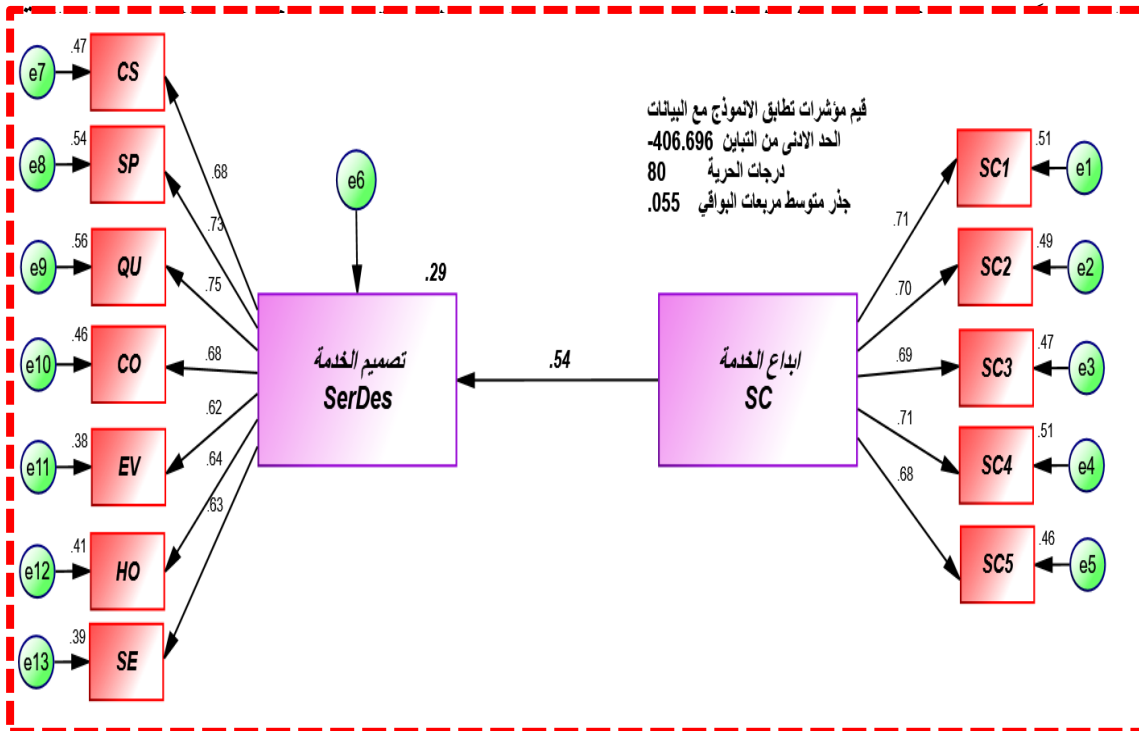 قيم مؤشرات تطابق الانموذج مع البيانات
الحد الادنى من التباين 406.696-
درجات الحرية 80
جذر متوسط مربعات البواقي .055
e7
.47
CS
.68
e8
.54
SP
.73
e9
.56
QU
.75
e10
.46
CO
.68
e11
.38
EV
.62
e12
.41
HO
.64
e13
.39
SE
.63
e6
.29
تصميم الخدمة
SerDes
.54
ابداع الخدمة
SC
.71
SC1
.51
e1
.70
SC2
.49
e2
.69
SC3
.47
e3
.71
SC4
.51
e4
.68
SC5
.46
e5